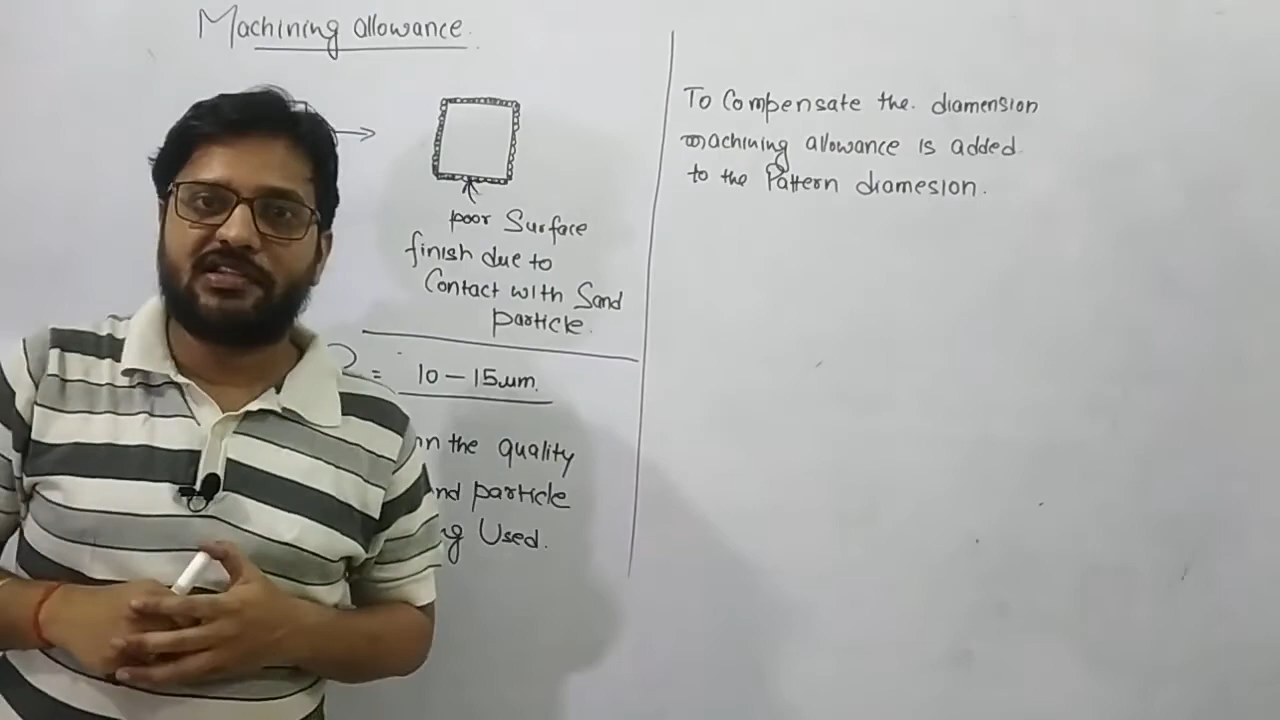 Machining allowance.
poor Surface
finish due to
Contact with Sand
particle.
= 10 – 15 μm.
the quality
particle
Used.
To Compensate the diamension
machining allowance is added
to the Pattern diamesion.